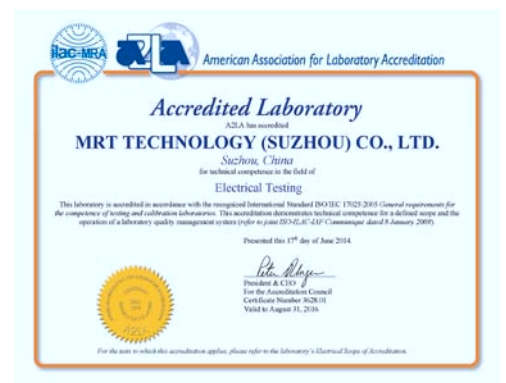 ilac-MRA
A2LA
American Association for Laboratory Accreditation
Accredited Laboratory
A2LA has accredited
MRT TECHNOLOGY (SUZHOU) CO., LTD.
Suzhou, China
for technical competence in the field of
Electrical Testing
This laboratory is accredited in accordance with the recognized International Standard ISO/IEC 17025:2005 General requirements for
the competence of testing and calibration laboratories. This accreditation demonstrates technical competence for a defined scope and the
operation of a laboratory quality management system (refer to joint ISO-ILAC-IAF Communiqué dated 8 January 2009).
Presented this 17th day of June 2014.
President & CEO
For the Accreditation Council
Certificate Number 3628.01
Valid to August 31, 2016
A2LA
For the tests to which this accreditation applies, please refer to the laboratory's Electrical Scope of Accreditation.